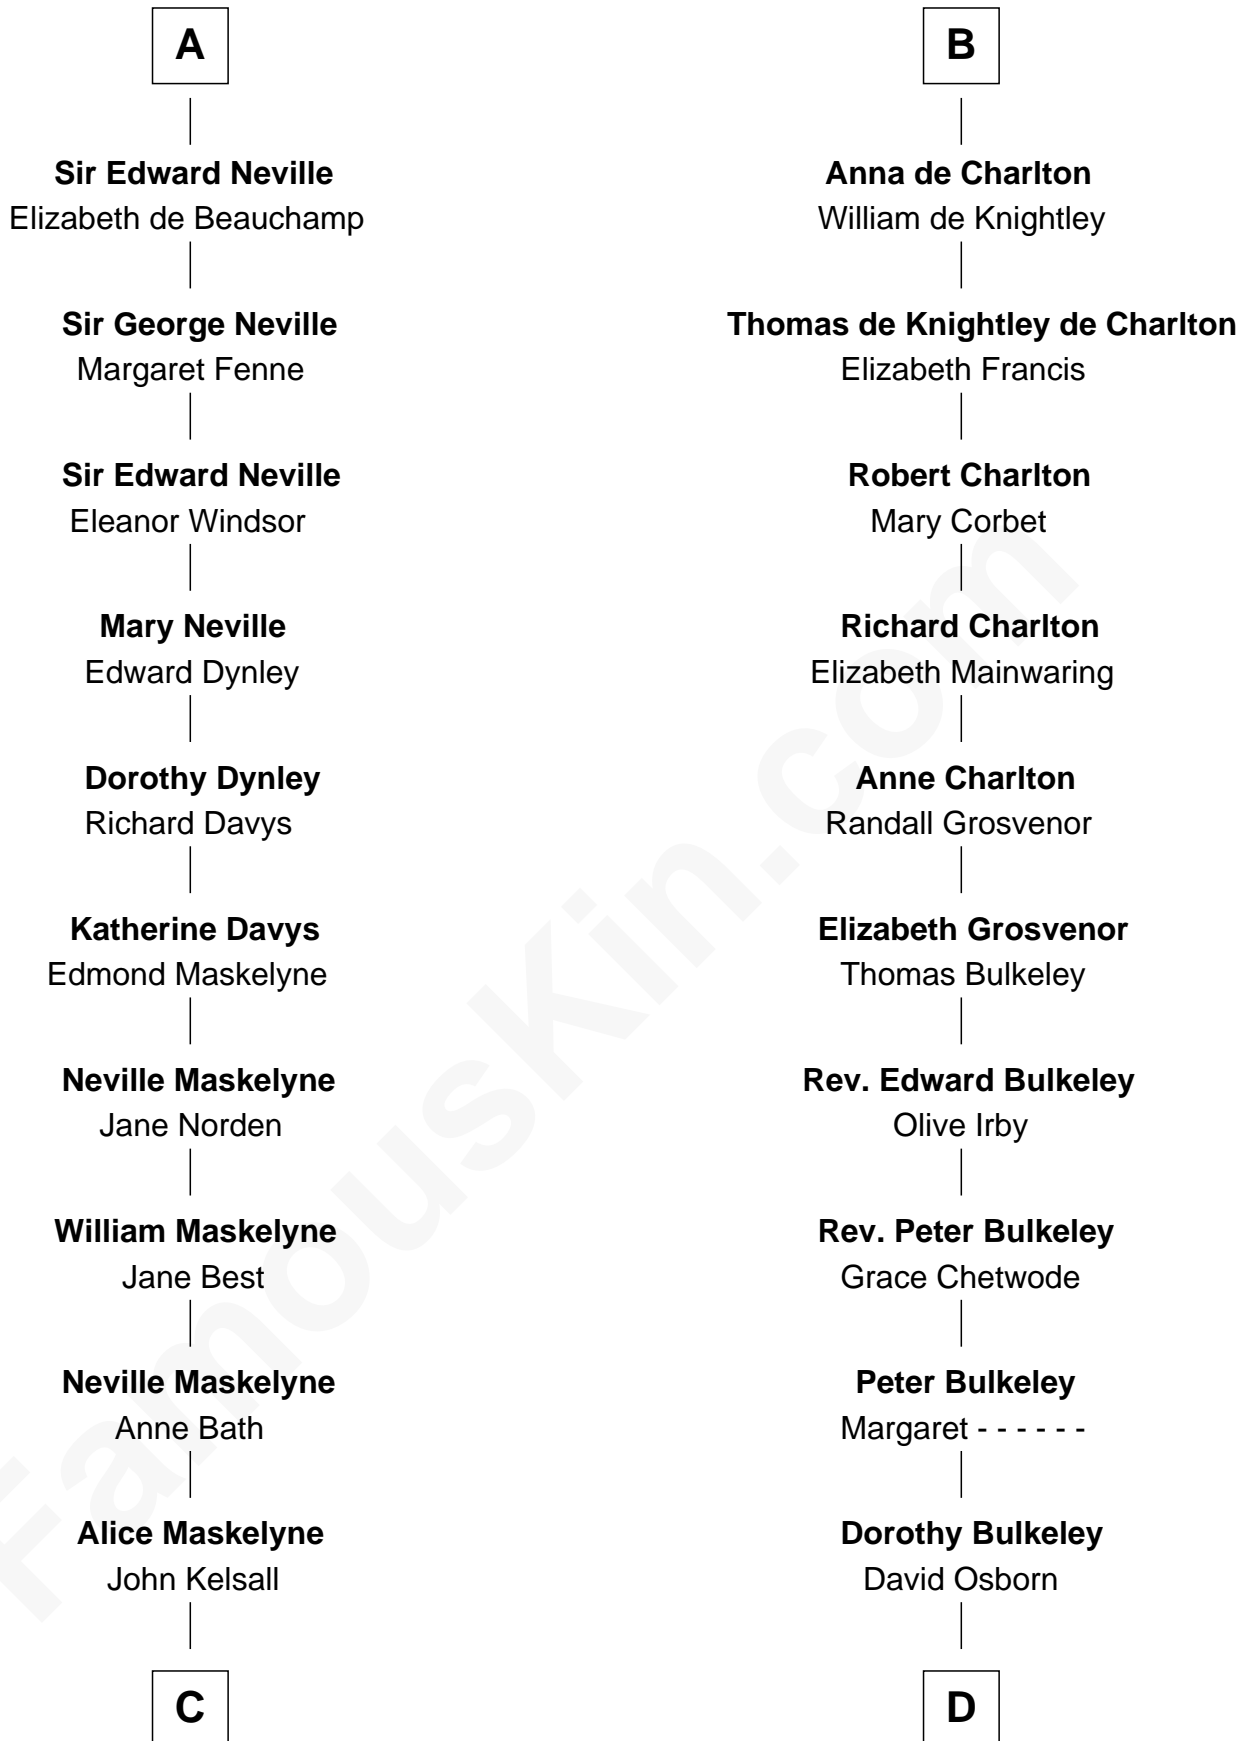 A
Sir Edward Neville
Elizabeth de Beauchamp
Sir George Neville
Margaret Fenne
Sir Edward Neville
Eleanor Windsor
Mary Neville
Edward Dynley
Dorothy Dynley
Richard Davys
Katherine Davys
Edmond Maskelyne
Neville Maskelyne
Jane Norden
William Maskelyne
Jane Best
Neville Maskelyne
Anne Bath
Alice Maskelyne
John Kelsall
C
B
Anna de Charlton
William de Knightley
Thomas de Knightley de Charlton
Elizabeth Francis
Robert Charlton
Mary Corbet
Richard Charlton
Elizabeth Mainwaring
Anne Charlton
Randall Grosvenor
Elizabeth Grosvenor
Thomas Bulkeley
Rev. Edward Bulkeley
Olive Irby
Rev. Peter Bulkeley
Grace Chetwode
Peter Bulkeley
Margaret - - - - - -
Dorothy Bulkeley
David Osborn
D
FamousKin.com